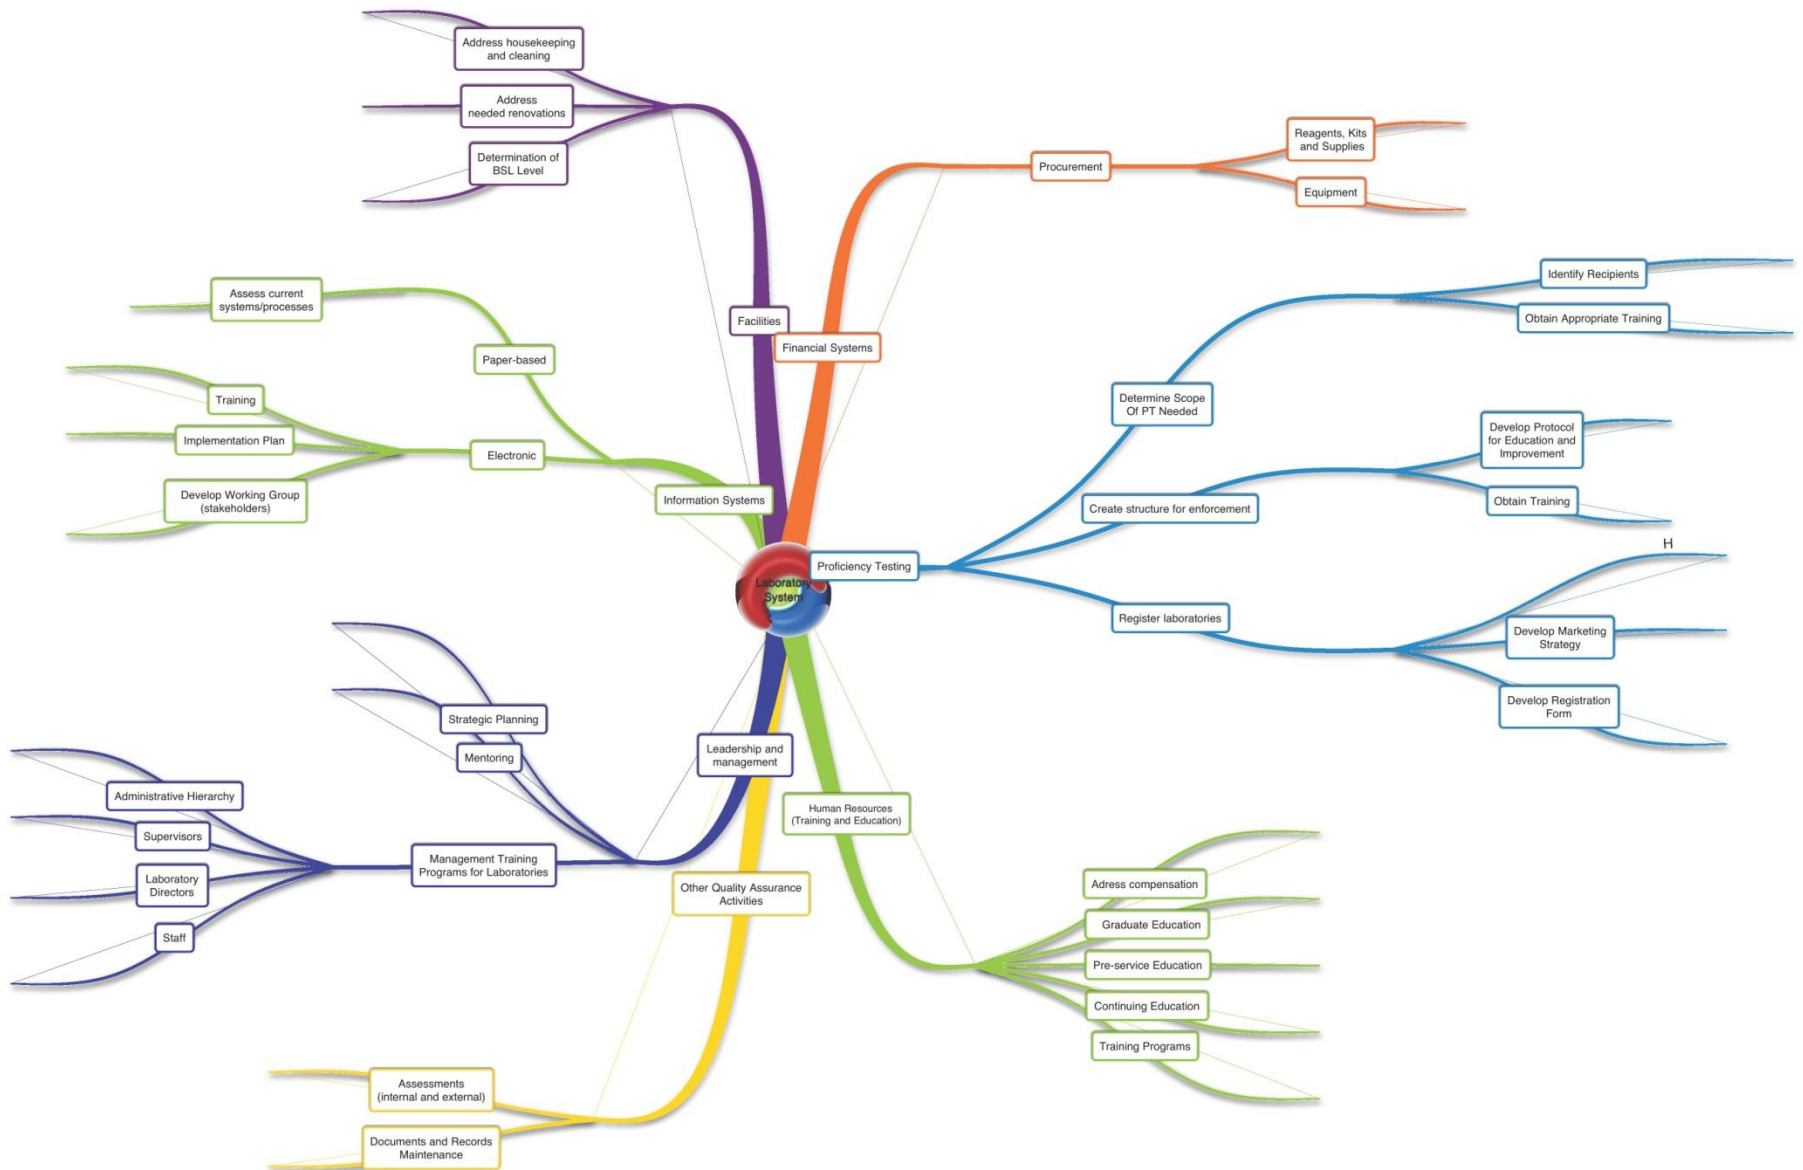 Address housekeeping
and cleaning
Address
needed renovations
Determination of
BSL Level
Facilities
Financial Systems
Procurement
Reagents, Kits
and Supplies
Equipment
Assess current
systems/processes
Paper-based
Training
Implementation Plan
Electronic
Develop Working Group
(stakeholders)
Information Systems
Laboratory
System
Proficiency Testing
Determine Scope
Of PT Needed
Identify Recipients
Obtain Appropriate Training
Create structure for enforcement
Develop Protocol
for Education and
Improvement
Obtain Training
Register laboratories
H
Develop Marketing
Strategy
Develop Registration
Form
Leadership and
management
Strategic Planning
Mentoring
Management Training
Programs for Laboratories
Administrative Hierarchy
Supervisors
Laboratory
Directors
Staff
Other Quality Assurance
Activities
Assessments
(internal and external)
Documents and Records
Maintenance
Human Resources
(Training and Education)
Adress compensation
Graduate Education
Pre-service Education
Continuing Education
Training Programs